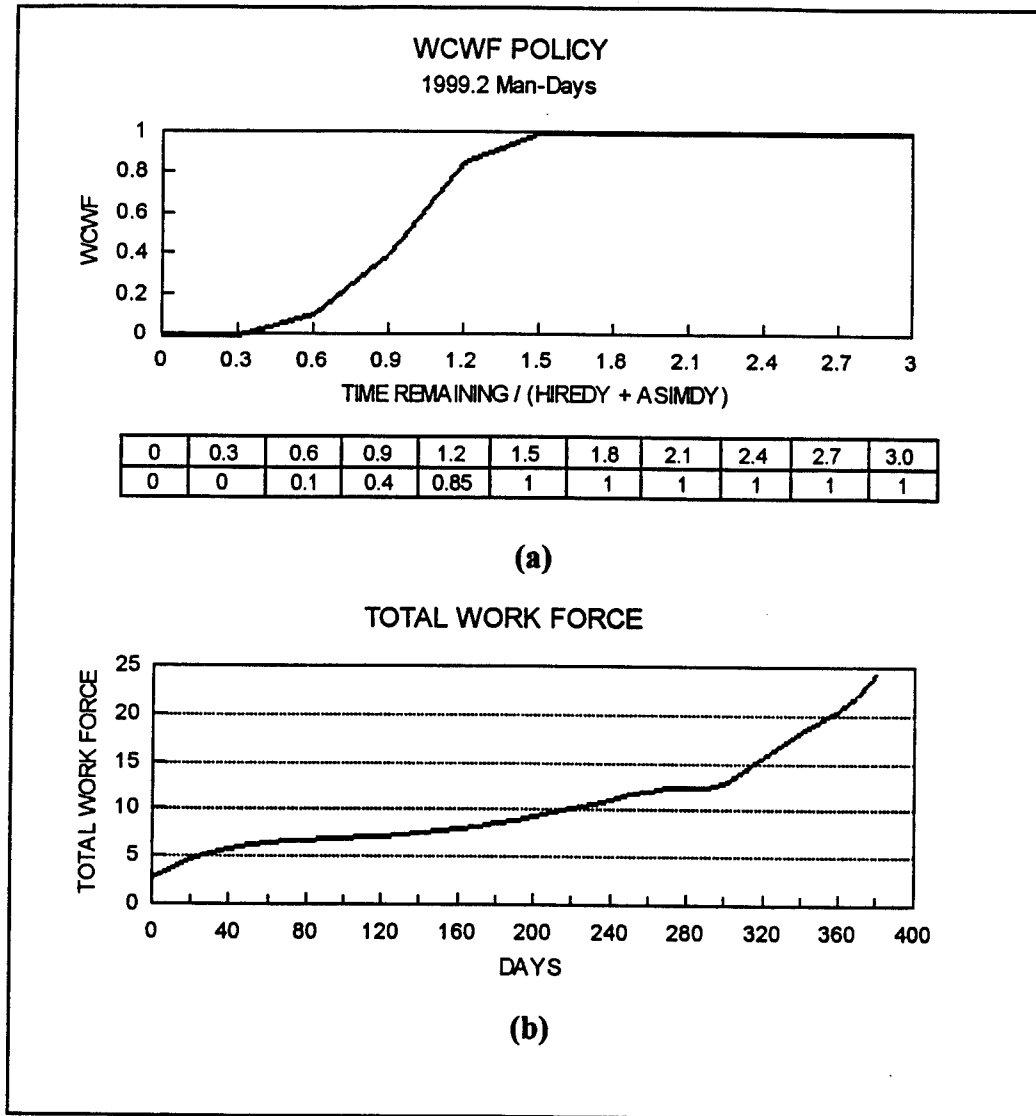 WCWF POLICY
1999.2 Man-Days
1
0.8
0.6
0.4
0.2
0
WCWF
0 0.3 0.6 0.9 1.2 1.5 1.8 2.1 2.4 2.7 3
TIME REMAINING / (HIREDY + ASIMDY)
0 0.3 0.6 0.9 1.2 1.5 1.8 2.1 2.4 2.7 3.0
0 0 0.1 0.4 0.85 1 1 1 1 1 1
(a)
TOTAL WORK FORCE
25
20
15
10
5
0
TOTAL WORK FORCE
0 40 80 120 160 200 240 280 320 360 400
DAYS
(b)